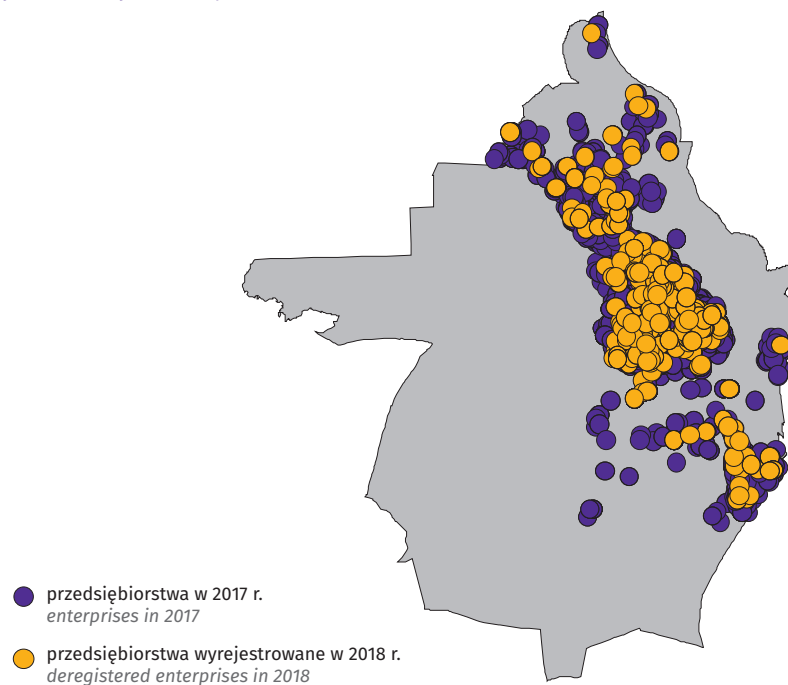 przedsiębiorstwa w 2017 r.
enterprises in 2017
przedsiębiorstwa wyrejestrowane w 2018 r.
deregistered enterprises in 2018